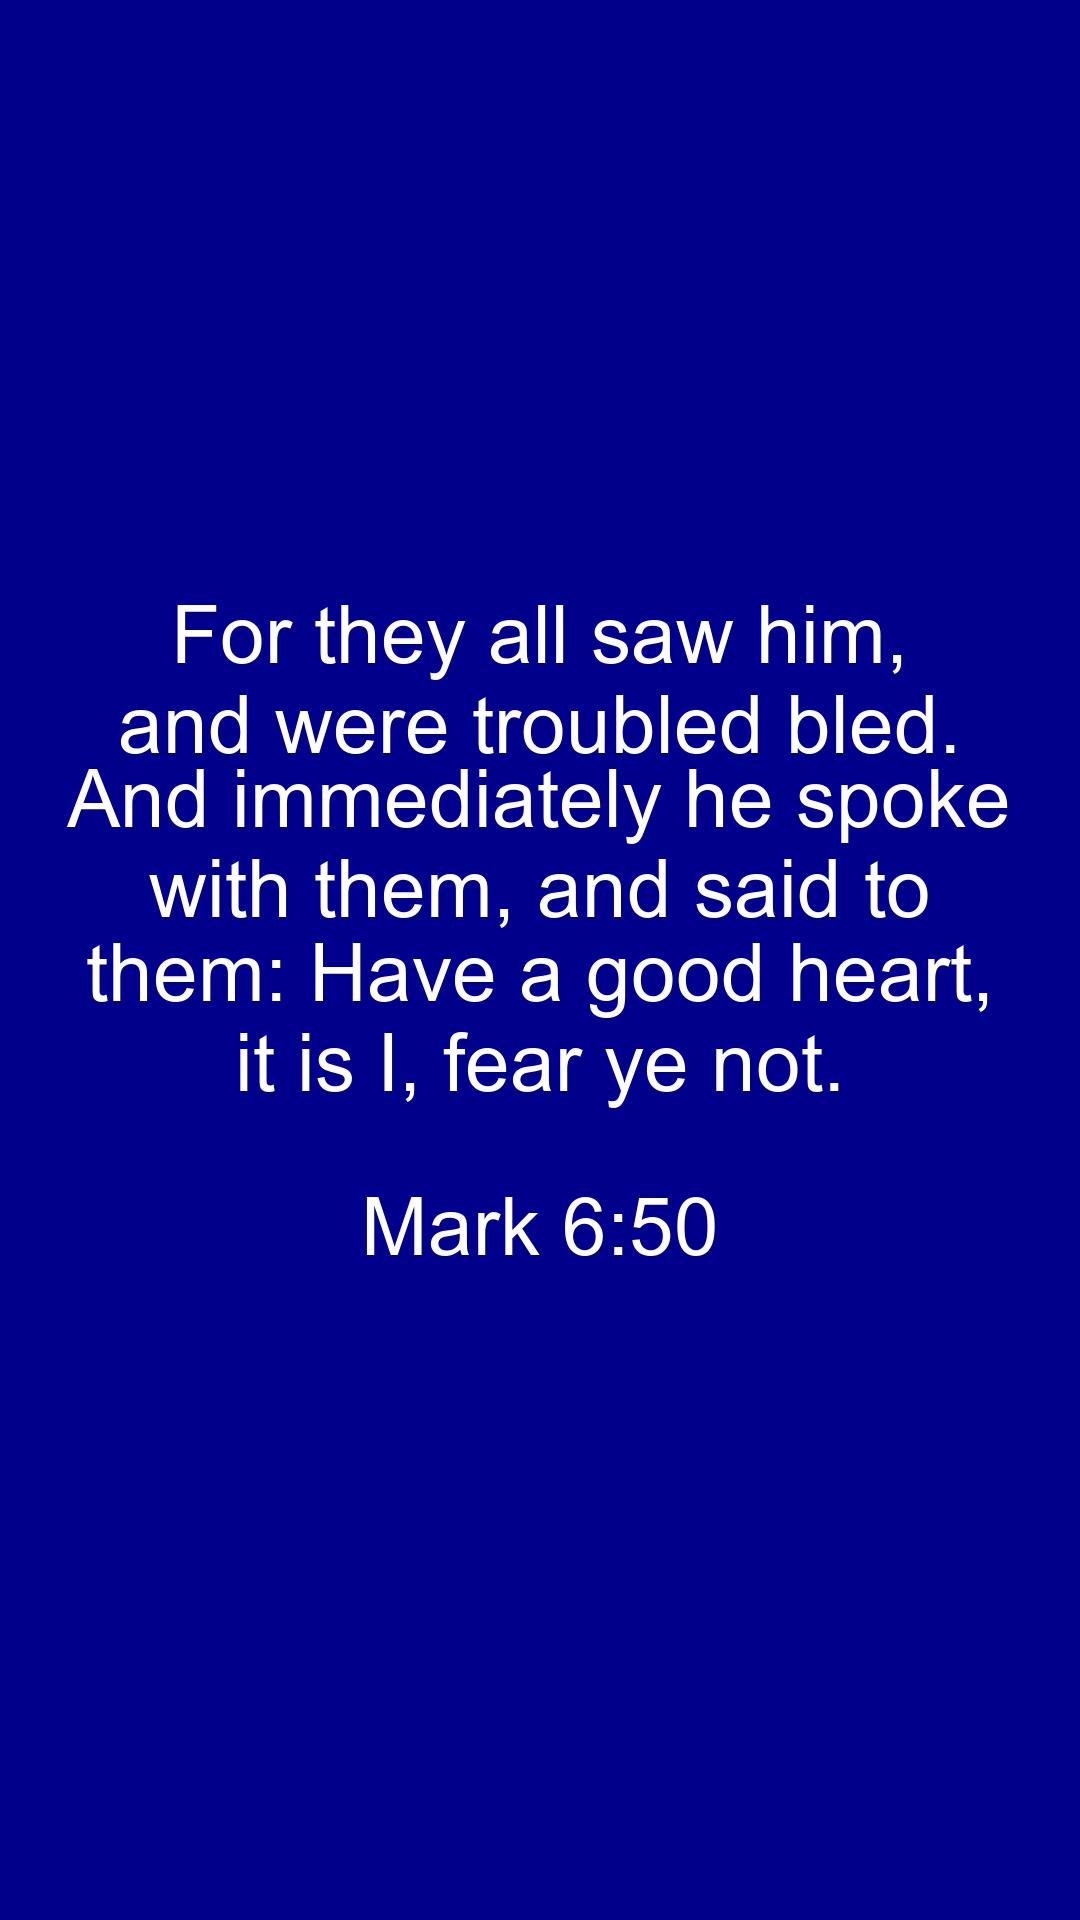 For they all saw him,
and were troubled bled.
And immediately he spoke
with them, and said to
them: Have a good heart,
it is I, fear ye not.
Mark 6:50